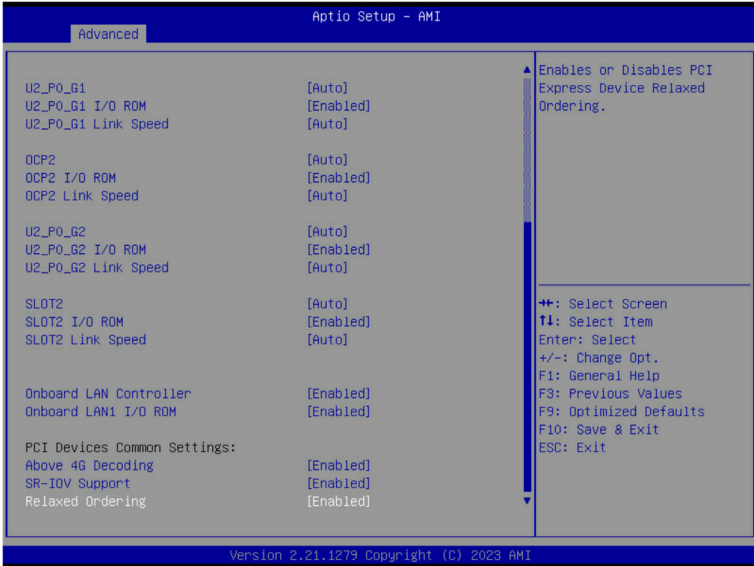 Aptio Setup – AMI
Advanced
U2_P0_G1 [Auto]
U2_P0_G1 I/O ROM [Enabled]
U2_P0_G1 Link Speed [Auto]
OCP2 [Auto]
OCP2 I/O ROM [Enabled]
OCP2 Link Speed [Auto]
U2_P0_G2 [Auto]
U2_P0_G2 I/O ROM [Enabled]
U2_P0_G2 Link Speed [Auto]
SLOT2 [Auto]
SLOT2 I/O ROM [Enabled]
SLOT2 Link Speed [Auto]
Onboard LAN Controller [Enabled]
Onboard LAN1 I/O ROM [Enabled]
PCI Devices Common Settings:
Above 4G Decoding [Enabled]
SR-IOV Support [Enabled]
Relaxed Ordering [Enabled]
Enables or Disables PCI
Express Device Relaxed
Ordering.
→←: Select Screen
↑↓: Select Item
Enter: Select
+/-: Change Opt.
F1: General Help
F3: Previous Values
F9: Optimized Defaults
F10: Save & Exit
ESC: Exit
Version 2.21.1279 Copyright (C) 2023 AMI